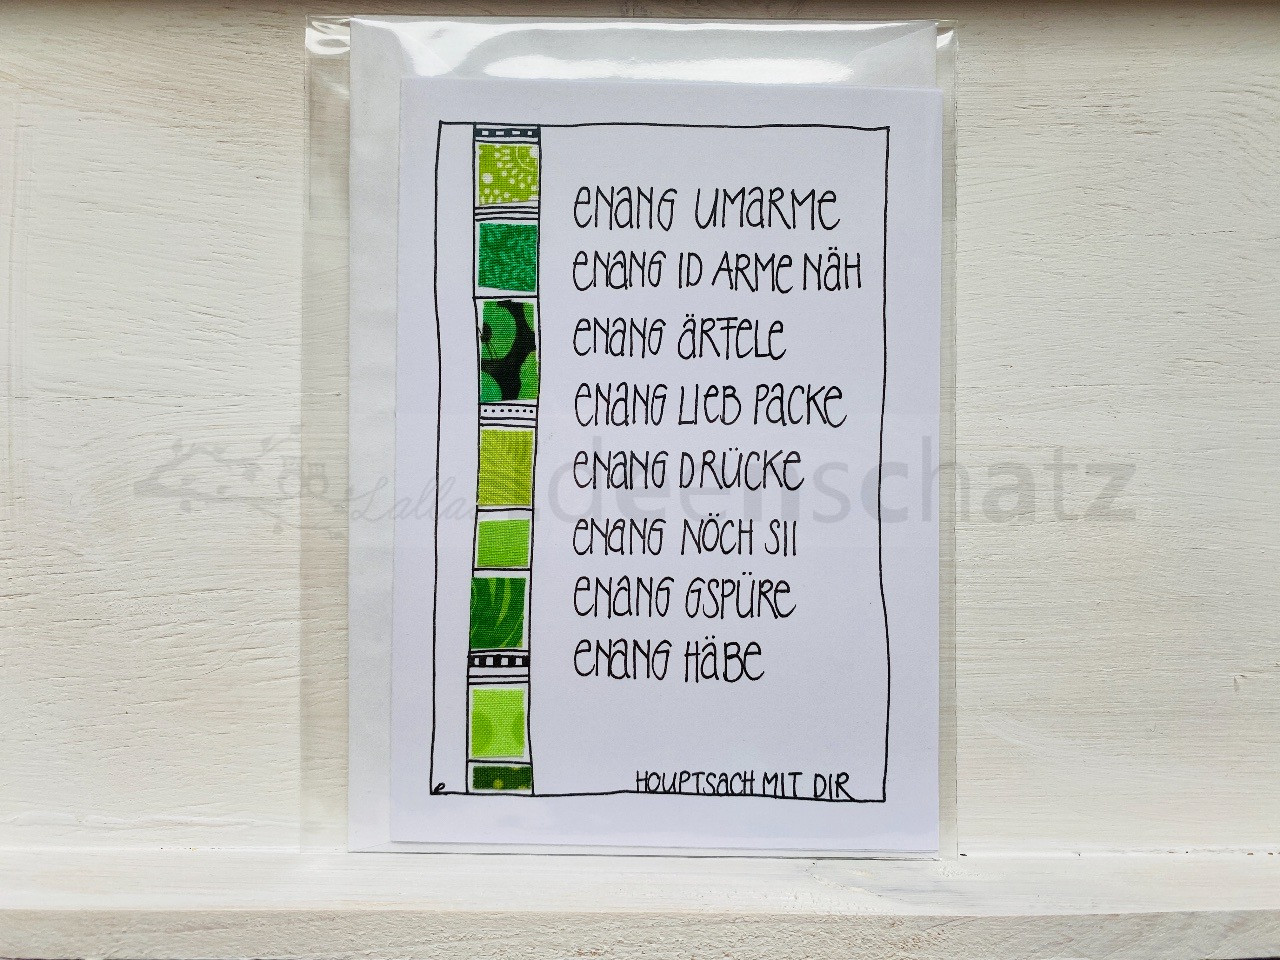 ENANG UMARME
ENANG ID ARME NÄH
ENANG ÄRFELE
ENANG LIEB PACKE
ENANG DRÜCKE
ENANG NÖCH SII
ENANG GSPÜRE
ENANG HÄBE
HOUPTSACH MIT DIR
e
Lallas Ideenschatz